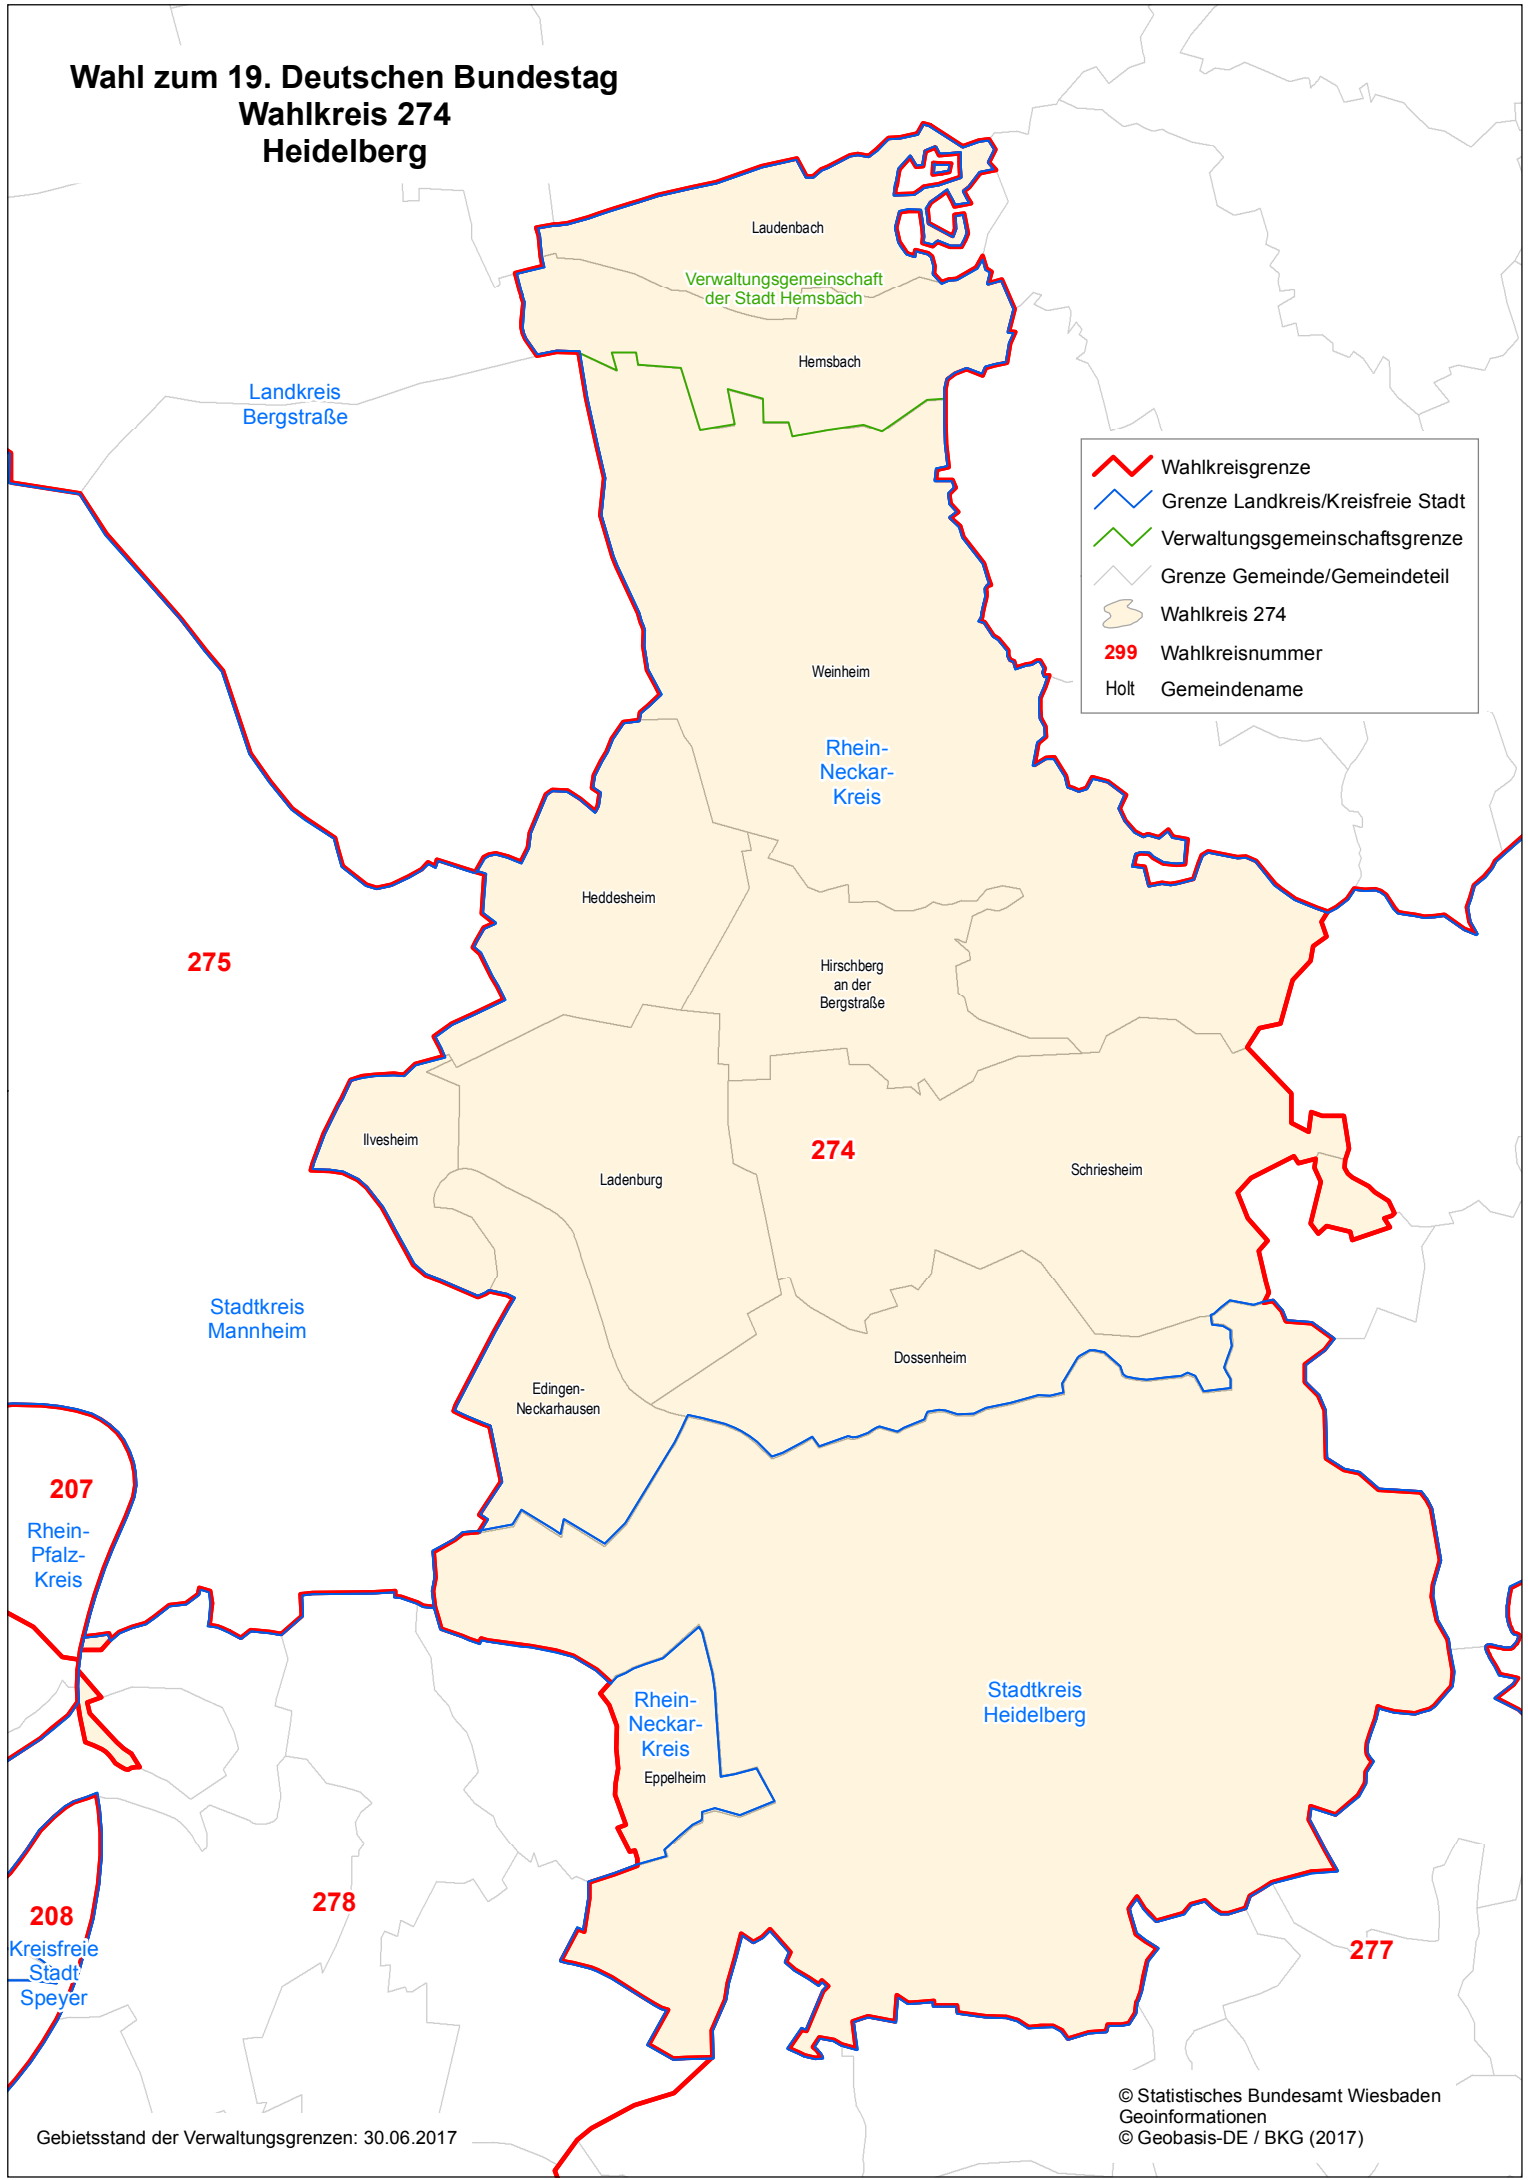 Wahl zum 19. Deutschen Bundestag
Wahlkreis 274
Heidelberg
Laudenbach
Verwaltungsgemeinschaft
der Stadt Hemsbach
Hemsbach
Landkreis
Bergstraße
Wahlkreisgrenze
Grenze Landkreis/Kreisfreie Stadt
Verwaltungsgemeinschaftsgrenze
Grenze Gemeinde/Gemeindeteil
Wahlkreis 274
299 Wahlkreisnummer
Holt Gemeindename
Weinheim
Rhein-
Neckar-
Kreis
Heddesheim
275
Hirschberg
an der
Bergstraße
Ilvesheim
274
Ladenburg
Schriesheim
Stadtkreis
Mannheim
Dossenheim
Edingen-
Neckarhausen
207
Rhein-
Pfalz-
Kreis
Rhein-
Neckar-
Kreis
Eppelheim
Stadtkreis
Heidelberg
278
208
Kreisfreie
Stadt
Speyer
277
Gebietsstand der Verwaltungsgrenzen: 30.06.2017
© Statistisches Bundesamt Wiesbaden
Geoinformationen
© Geobasis-DE / BKG (2017)